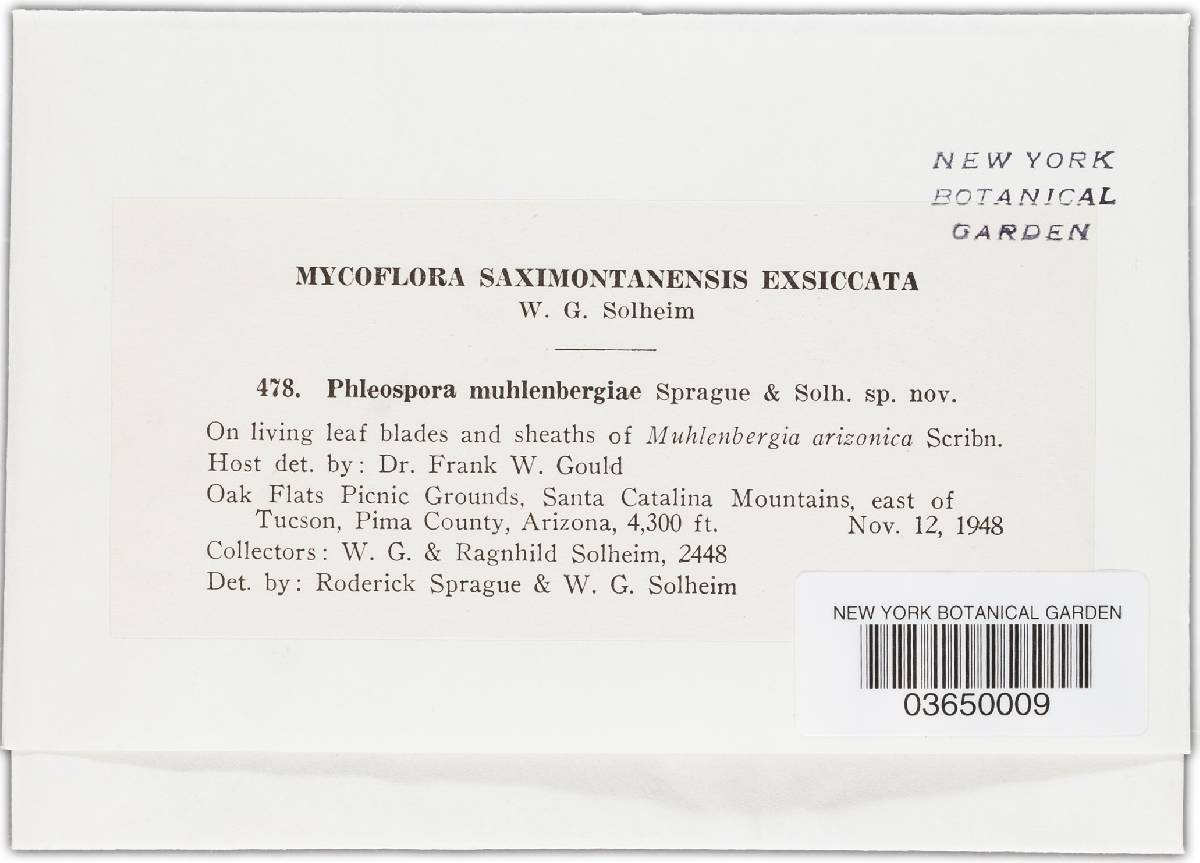 NEW YORK
BOTANICAL
GARDEN
MYCOFLORA SAXIMONTANENSIS EXSICCATA
W. G. Solheim
478. Phleospora muhlenbergiae Sprague & Solh. sp. nov.
On living leaf blades and sheaths of Muhlenbergia arizonica Scribn.
Host det. by: Dr. Frank W. Gould
Oak Flats Picnic Grounds, Santa Catalina Mountains, east of
Tucson, Pima County, Arizona, 4,300 ft. Nov. 12, 1948
Collectors: W. G. & Ragnhild Solheim, 2448
Det. by: Roderick Sprague & W. G. Solheim
NEW YORK BOTANICAL GARDEN
03650009